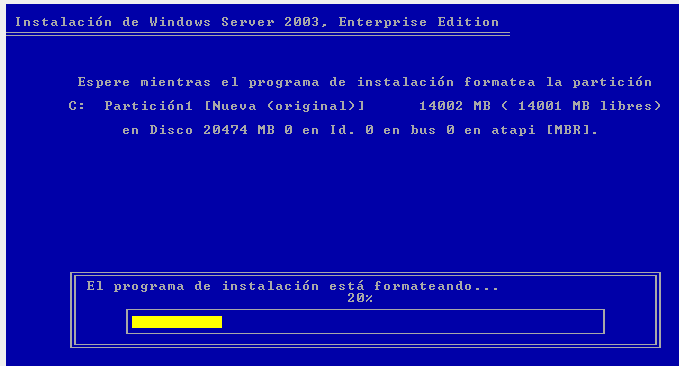 Instalación de Windows Server 2003, Enterprise Edition
Espere mientras el programa de instalación formatea la partición
C: Partición1 [Nueva (original)] 14002 MB ( 14001 MB libres)
en Disco 20474 MB 0 en Id. 0 en bus 0 en atapi [MBR].
El programa de instalación está formateando...
20%